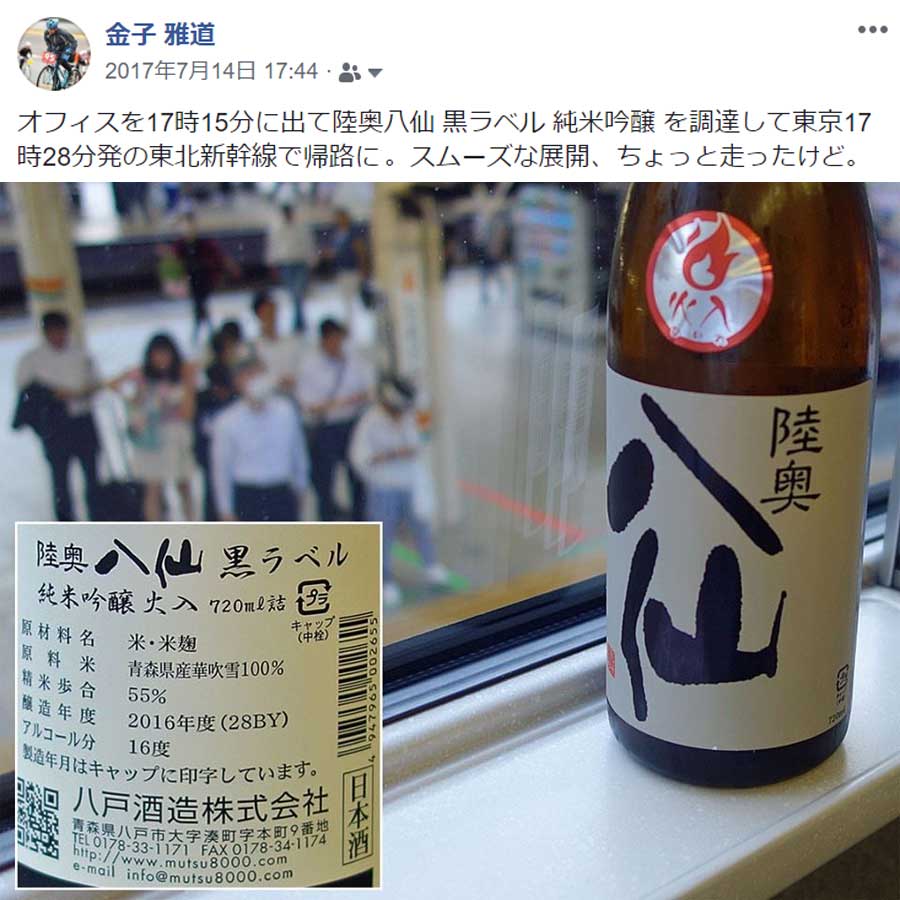 金子 雅道
2017年7月14日 17:44 ·
オフィスを17時15分に出て陸奥八仙 黒ラベル 純米吟醸 を調達して東京17
時28分発の東北新幹線で帰路に 。スムーズな展開、ちょっと走ったけど。
火入
ひいれ
陸奥
八仙
720ml
陸奥 八仙 黒ラベル
純米吟醸 火入 720ml詰
プラ
キャップ
(中栓)
原材料名 米・米麹
原料米 青森県産華吹雪100%
精米歩合 55%
醸造年度 2016年度(28BY)
アルコール分 16度
製造年月はキャップに印字しています。
4947965002655
八戸酒造株式会社
日本酒
青森県八戸市大字湊町字本町9番地
TEL 0178-33-1171 FAX 0178-34-1174
http://www.mutsu8000.com
e-mail info@mutsu8000.com